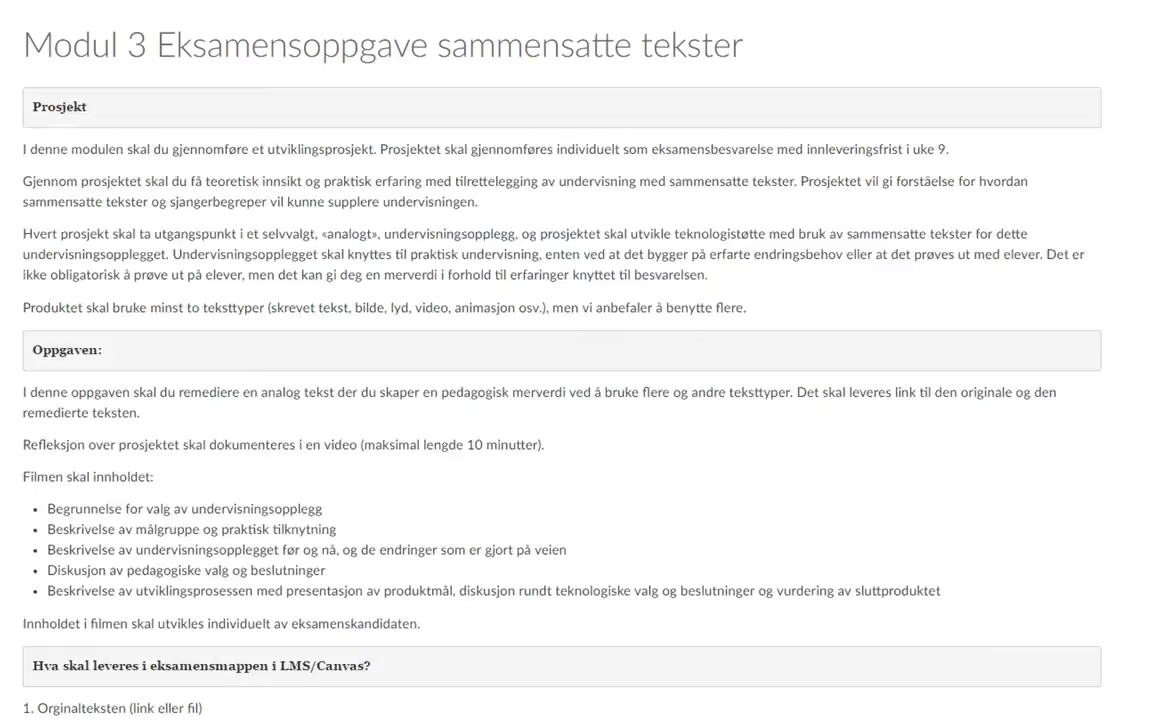 Modul 3 Eksamensoppgave sammensatte tekster
Prosjekt
I denne modulen skal du gjennomføre et utviklingsprosjekt. Prosjektet skal gjennomføres individuelt som eksamensbesvarelse med innleveringsfrist i uke 9.
Gjennom prosjektet skal du få teoretisk innsikt og praktisk erfaring med tilrettelegging av undervisning med sammensatte tekster. Prosjektet vil gi forståelse for hvordan
sammensatte tekster og sjangerbegreper vil kunne supplere undervisningen.
Hvert prosjekt skal ta utgangspunkt i et selvvalgt, «analogt», undervisningsopplegg, og prosjektet skal utvikle teknologistøtte med bruk av sammensatte tekster for dette
undervisningsopplegget. Undervisningsopplegget skal knyttes til praktisk undervisning, enten ved at det bygger på erfarte endringsbehov eller at det prøves ut med elever. Det er
ikke obligatorisk å prøve ut på elever, men det kan gi deg en merverdi i forhold til erfaringer knyttet til besvarelsen.
Produktet skal bruke minst to teksttyper (skrevet tekst, bilde, lyd, video, animasjon osv.), men vi anbefaler å benytte flere.
Oppgaven:
I denne oppgaven skal du remediere en analog tekst der du skaper en pedagogisk merverdi ved å bruke flere og andre teksttyper. Det skal leveres link til den originale og den
remedierte teksten.
Refleksjon over prosjektet skal dokumenteres i en video (maksimal lengde 10 minutter).
Filmen skal innholdet:
• Begrunnelse for valg av undervisningsopplegg
• Beskrivelse av målgruppe og praktisk tilknytning
• Beskrivelse av undervisningsopplegget før og nå, og de endringer som er gjort på veien
• Diskusjon av pedagogiske valg og beslutninger
• Beskrivelse av utviklingsprosessen med presentasjon av produktmål, diskusjon rundt teknologiske valg og beslutninger og vurdering av sluttproduktet
Innholdet i filmen skal utvikles individuelt av eksamenskandidaten.
Hva skal leveres i eksamensmappen i LMS/Canvas?
1. Orginalteksten (link eller fil)